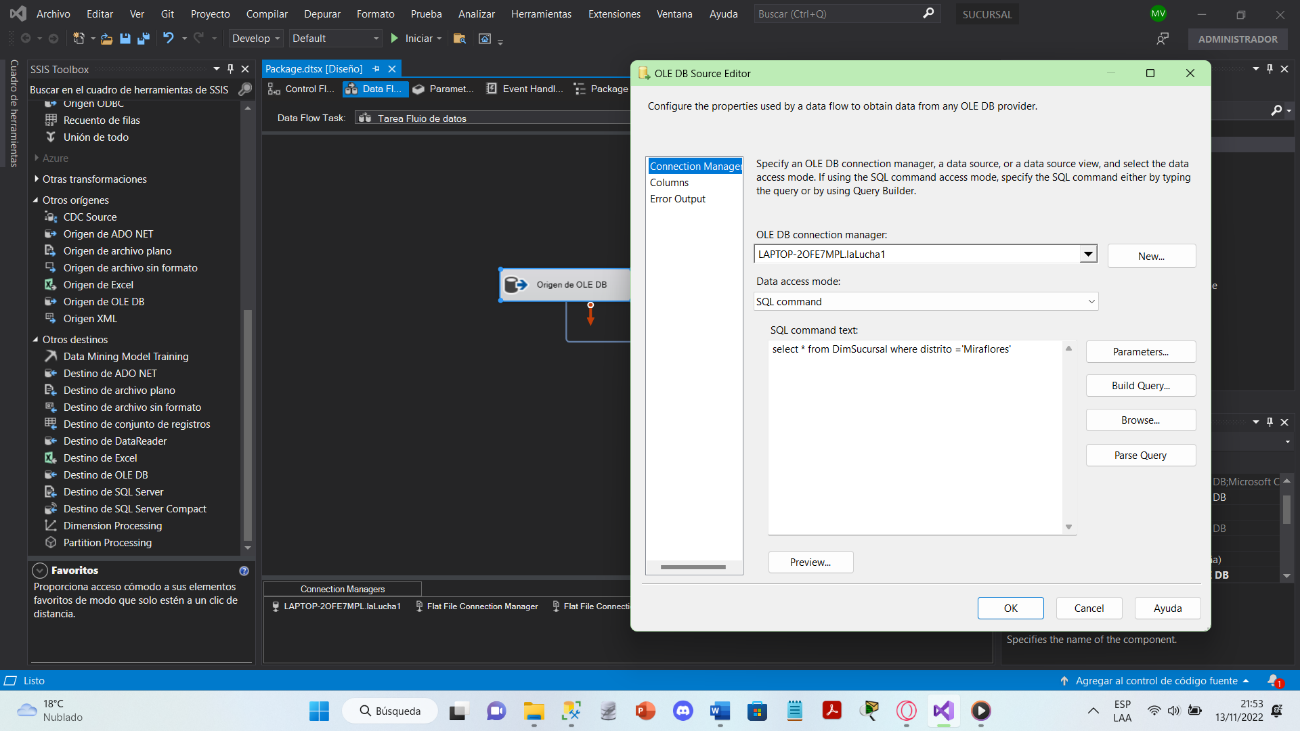 Archivo Editar Ver Git Proyecto Compilar Depurar Formato Prueba Analizar Herramientas Extensiones Ventana Ayuda Buscar (Ctrl+Q) SUCURSAL MV
Develop Default Iniciar ADMINISTRADOR
Cuadro de herramientas
SSIS Toolbox
Buscar en el cuadro de herramientas de SSIS
Origen ODBC
Recuento de filas
Unión de todo
Azure
Otras transformaciones
Otros orígenes
CDC Source
Origen de ADO NET
Origen de archivo plano
Origen de archivo sin formato
Origen de Excel
Origen de OLE DB
Origen XML
Otros destinos
Data Mining Model Training
Destino de ADO NET
Destino de archivo plano
Destino de archivo sin formato
Destino de conjunto de registros
Destino de DataReader
Destino de Excel
Destino de OLE DB
Destino de SQL Server
Destino de SQL Server Compact
Dimension Processing
Partition Processing
Favoritos
Proporciona acceso cómodo a sus elementos
favoritos de modo que solo estén a un clic de
distancia.
Package.dtsx [Diseño]
Control Fl... Data Fl... Paramet... Event Handl... Package
Data Flow Task: Tarea Flujo de datos
Origen de OLE DB
Connection Managers
LAPTOP-2OFE7MPL.laLucha1 Flat File Connection Manager Flat File Connecti
OLE DB Source Editor
Configure the properties used by a data flow to obtain data from any OLE DB provider.
Connection Manager
Columns
Error Output
Specify an OLE DB connection manager, a data source, or a data source view, and select the data
access mode. If using the SQL command access mode, specify the SQL command either by typing
the query or by using Query Builder.
OLE DB connection manager:
LAPTOP-2OFE7MPL.laLucha1 New...
Data access mode:
SQL command
SQL command text:
select * from DimSucursal where distrito ='Miraflores'
Parameters...
Build Query...
Browse...
Parse Query
Preview...
OK Cancel Ayuda
e
DB;Microsoft C
DB
DB
a)
DB
Specifies the name of the component.
Listo Agregar al control de código fuente 1
18°C
Nublado
Búsqueda
ESP
LAA
21:53
13/11/2022